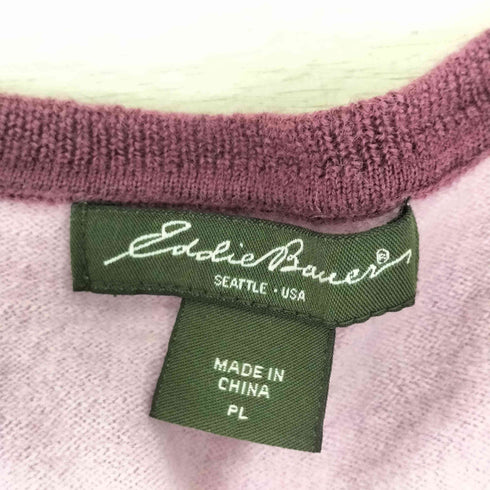 Eddie Bauer®
SEATTLE · USA
MADE IN
CHINA
PL